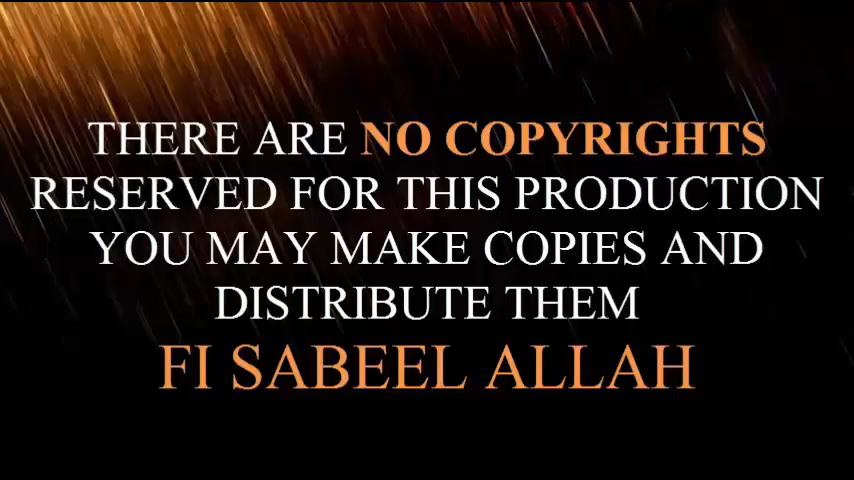 THERE ARE NO COPYRIGHTS
RESERVED FOR THIS PRODUCTION
YOU MAY MAKE COPIES AND
DISTRIBUTE THEM
FI SABEEL ALLAH